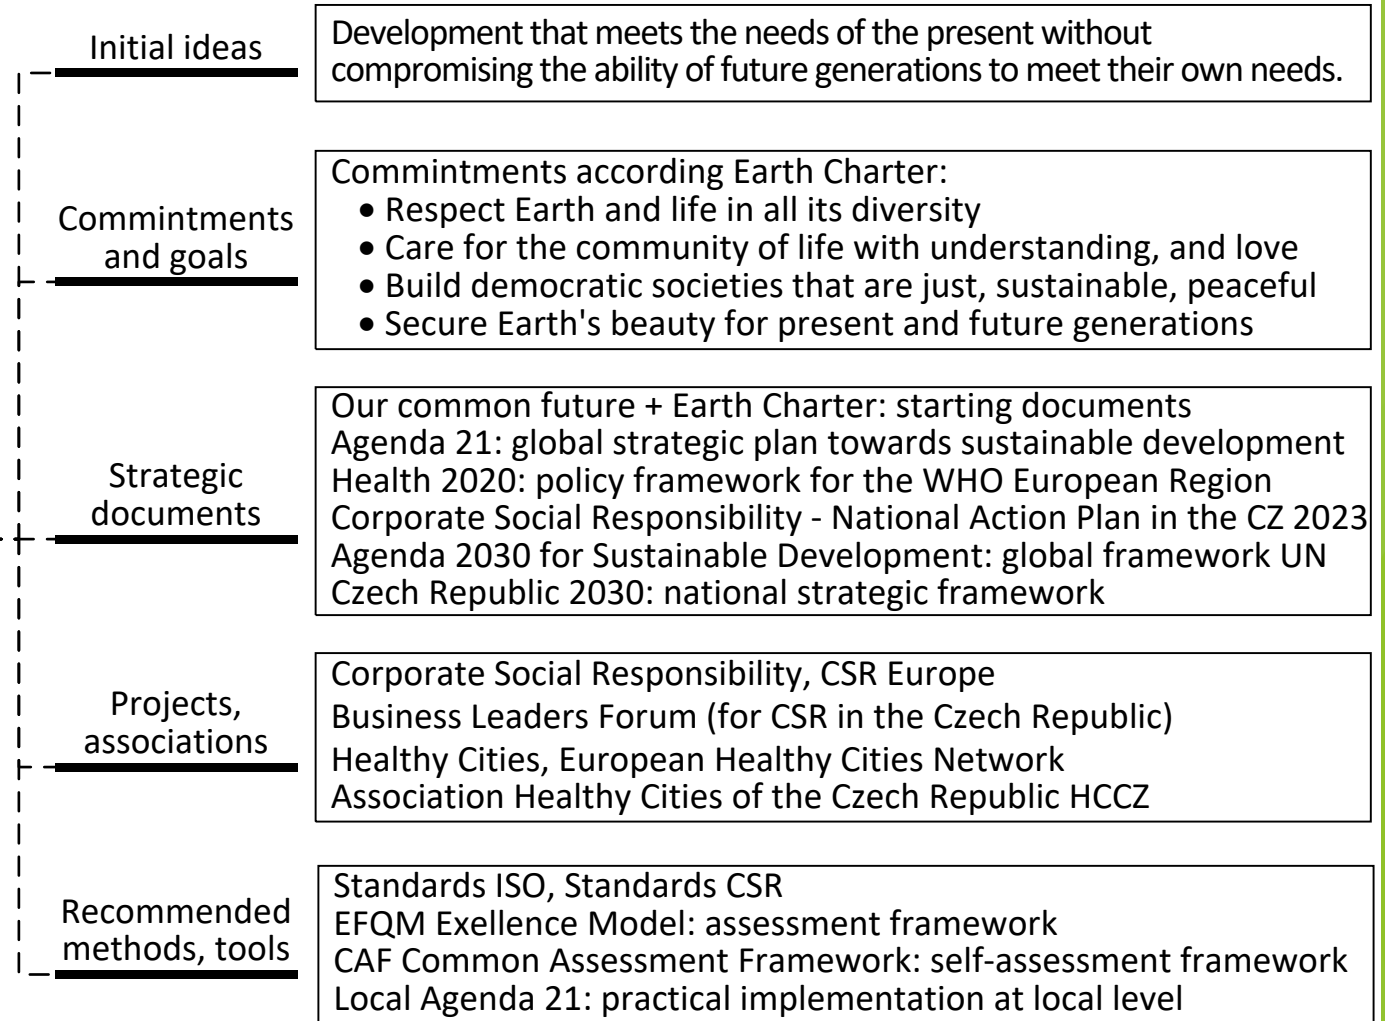 Initial ideas
Development that meets the needs of the present without
compromising the ability of future generations to meet their own needs.
Commintments
and goals
Commintments according Earth Charter:
• Respect Earth and life in all its diversity
• Care for the community of life with understanding, and love
• Build democratic societies that are just, sustainable, peaceful
• Secure Earth's beauty for present and future generations
Strategic
documents
Our common future + Earth Charter: starting documents
Agenda 21: global strategic plan towards sustainable development
Health 2020: policy framework for the WHO European Region
Corporate Social Responsibility - National Action Plan in the CZ 2023
Agenda 2030 for Sustainable Development: global framework UN
Czech Republic 2030: national strategic framework
Projects,
associations
Corporate Social Responsibility, CSR Europe
Business Leaders Forum (for CSR in the Czech Republic)
Healthy Cities, European Healthy Cities Network
Association Healthy Cities of the Czech Republic HCCZ
Recommended
methods, tools
Standards ISO, Standards CSR
EFQM Exellence Model: assessment framework
CAF Common Assessment Framework: self-assessment framework
Local Agenda 21: practical implementation at local level